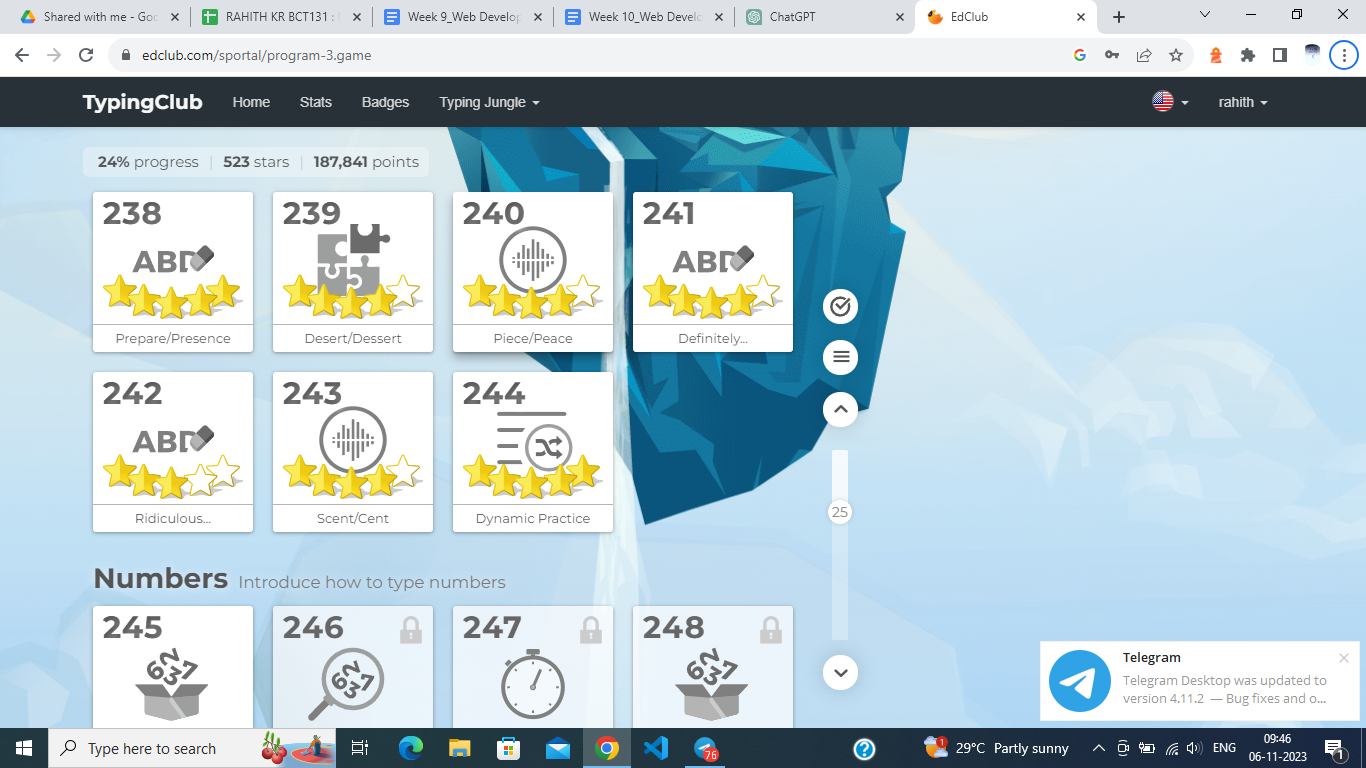 Shared with me - Goo
RAHITH KR BCT131 :
Week 9_Web Develop
Week 10_Web Develo
ChatGPT
EdClub
edclub.com/sportal/program-3.game
TypingClub Home Stats Badges Typing Jungle rahith
24% progress | 523 stars | 187,841 points
238 239 240 241
ABD ABD
Prepare/Presence Desert/Dessert Piece/Peace Definitely...
242 243 244
ABD
Ridiculous... Scent/Cent Dynamic Practice
25
Numbers Introduce how to type numbers
245 246 247 248
Telegram
Telegram Desktop was updated to
version 4.11.2 — Bug fixes and o...
Type here to search
76
1
29°C Partly sunny
ENG
09:46
06-11-2023
1